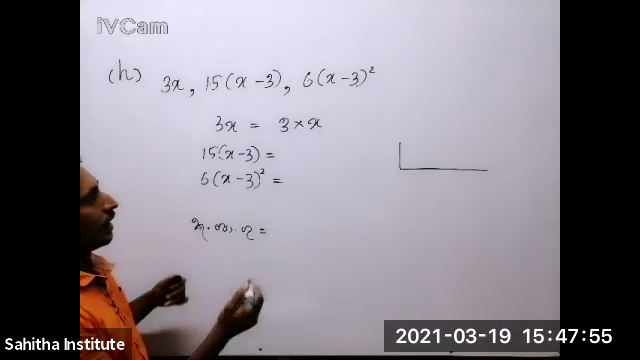 iVCam
(h) 3x, 15(x-3), 6(x-3)²
3x = 3×x
15(x-3) =
6(x-3)² =
ක.පො.ගු =
Sahitha Institute
2021-03-19 15:47:55